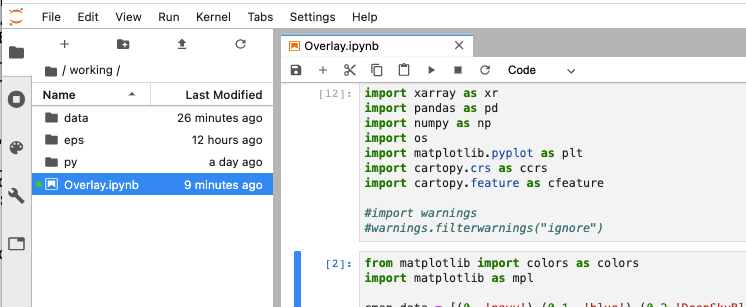 File Edit View Run Kernel Tabs Settings Help
/ working /
Name Last Modified
data 26 minutes ago
eps 12 hours ago
py a day ago
Overlay.ipynb 9 minutes ago
Overlay.ipynb
Code
[12]:
import xarray as xr
import pandas as pd
import numpy as np
import os
import matplotlib.pyplot as plt
import cartopy.crs as ccrs
import cartopy.feature as cfeature
#import warnings
#warnings.filterwarnings("ignore")
[2]:
from matplotlib import colors as colors
import matplotlib as mpl